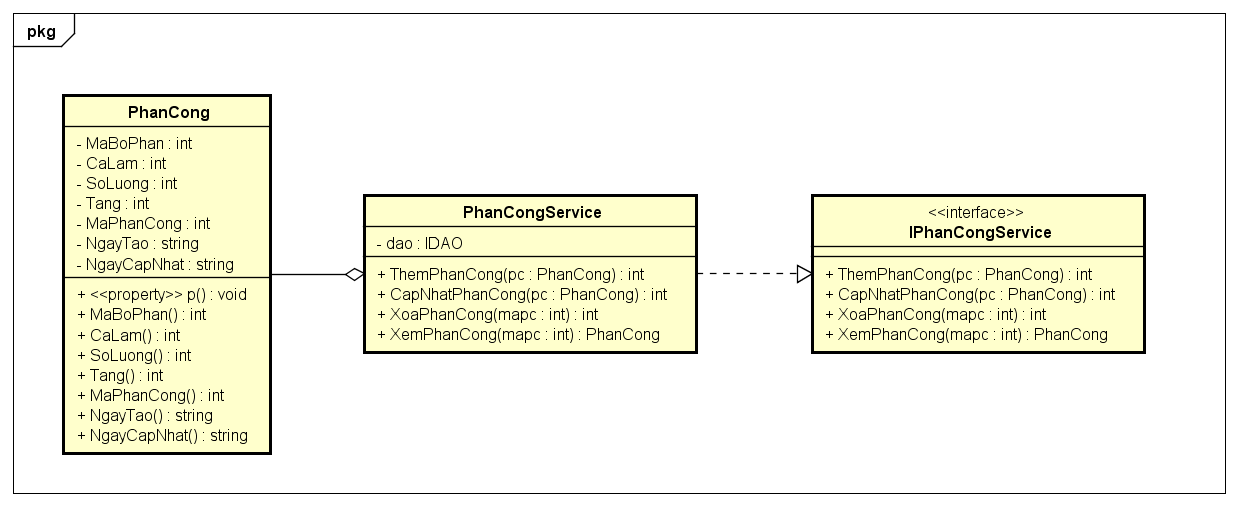 pkg
PhanCong
- MaBoPhan : int
- CaLam : int
- SoLuong : int
- Tang : int
- MaPhanCong : int
- NgayTao : string
- NgayCapNhat : string
+ <<property>> p() : void
+ MaBoPhan() : int
+ CaLam() : int
+ SoLuong() : int
+ Tang() : int
+ MaPhanCong() : int
+ NgayTao() : string
+ NgayCapNhat() : string
PhanCongService
- dao : IDAO
+ ThemPhanCong(pc : PhanCong) : int
+ CapNhatPhanCong(pc : PhanCong) : int
+ XoaPhanCong(mapc : int) : int
+ XemPhanCong(mapc : int) : PhanCong
<<interface>>
IPhanCongService
+ ThemPhanCong(pc : PhanCong) : int
+ CapNhatPhanCong(pc : PhanCong) : int
+ XoaPhanCong(mapc : int) : int
+ XemPhanCong(mapc : int) : PhanCong